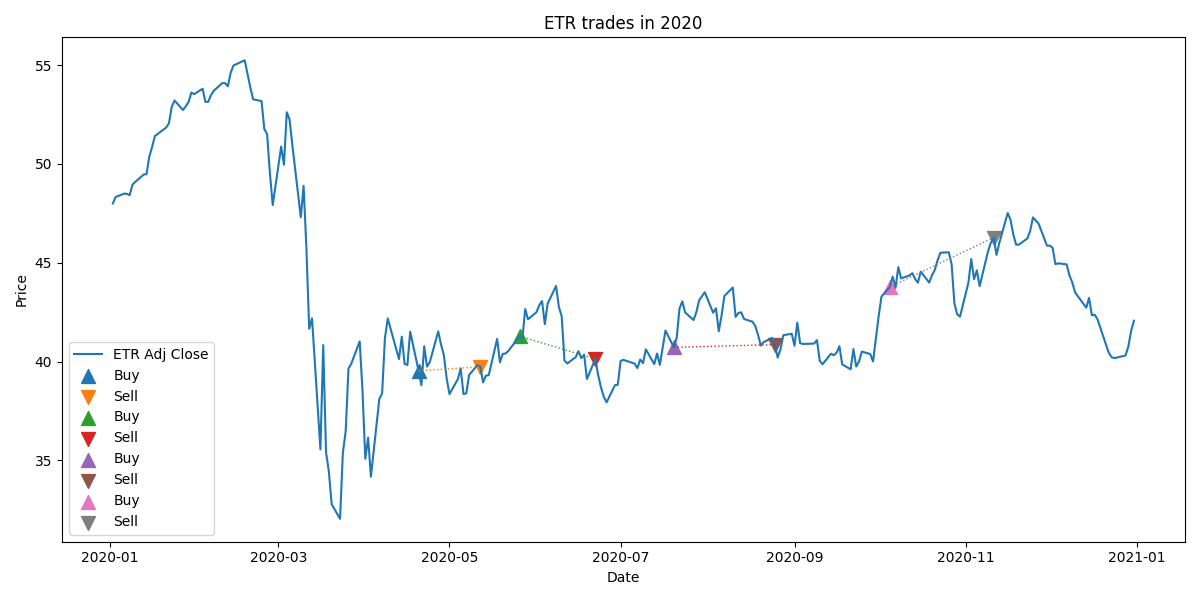 ETR trades in 2020
Price
55
50
45
40
35
ETR Adj Close
Buy
Sell
Buy
Sell
Buy
Sell
Buy
Sell
2020-01 2020-03 2020-05 2020-07 2020-09 2020-11 2021-01
Date